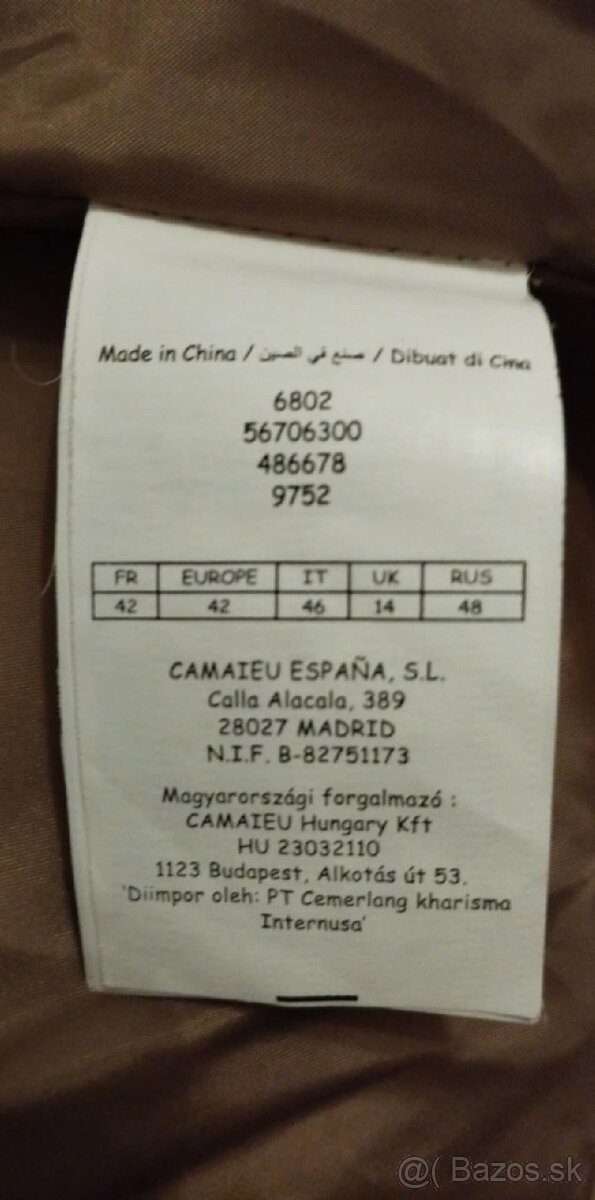 Made in China / صنع في الصين / Dibuat di Cina
6802
56706300
486678
9752
FR EUROPE IT UK RUS
42 42 46 14 48
CAMAIEU ESPAÑA, S.L.
Calla Alacala, 389
28027 MADRID
N.I.F. B-82751173
Magyarországi forgalmazó :
CAMAIEU Hungary Kft
HU 23032110
1123 Budapest, Alkotás út 53.
'Diimpor oleh: PT Cemerlang kharisma
Internusa'
@( Bazos.sk